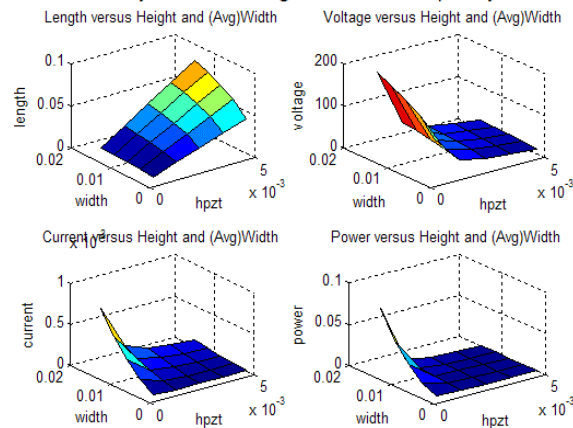 Length versus Height and (Avg)Width
0.1
0.05
0
length
0.02
0.01
0
width
0
5
x 10-3
hpzt
Voltage versus Height and (Avg)Width
200
100
0
voltage
0.02
0.01
0
width
0
5
x 10-3
hpzt
Current versus Height and (Avg)Width
x 10-3
1
0.5
0
current
0.02
0.01
0
width
0
5
x 10-3
hpzt
Power versus Height and (Avg)Width
0.1
0.05
0
power
0.02
0.01
0
width
0
5
x 10-3
hpzt